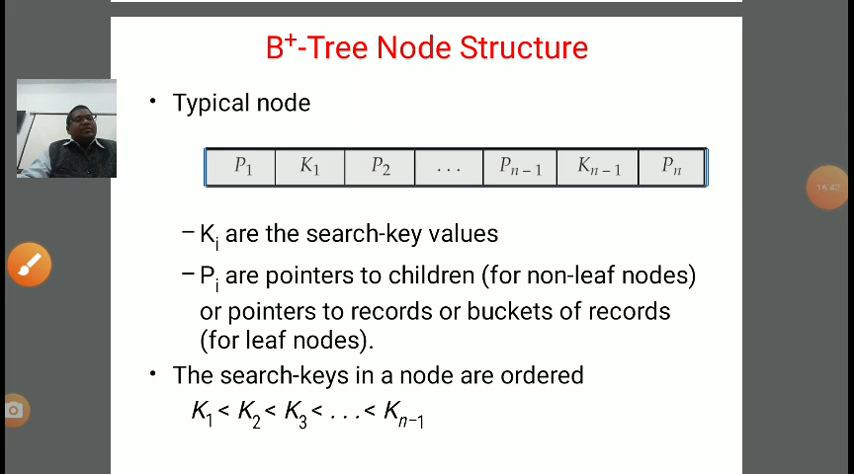 B⁺-Tree Node Structure
• Typical node
P₁ K₁ P₂ . . . Pₙ₋₁ Kₙ₋₁ Pₙ
– Kᵢ are the search-key values
– Pᵢ are pointers to children (for non-leaf nodes)
or pointers to records or buckets of records
(for leaf nodes).
• The search-keys in a node are ordered
K₁ < K₂ < K₃ < . . . < Kₙ₋₁